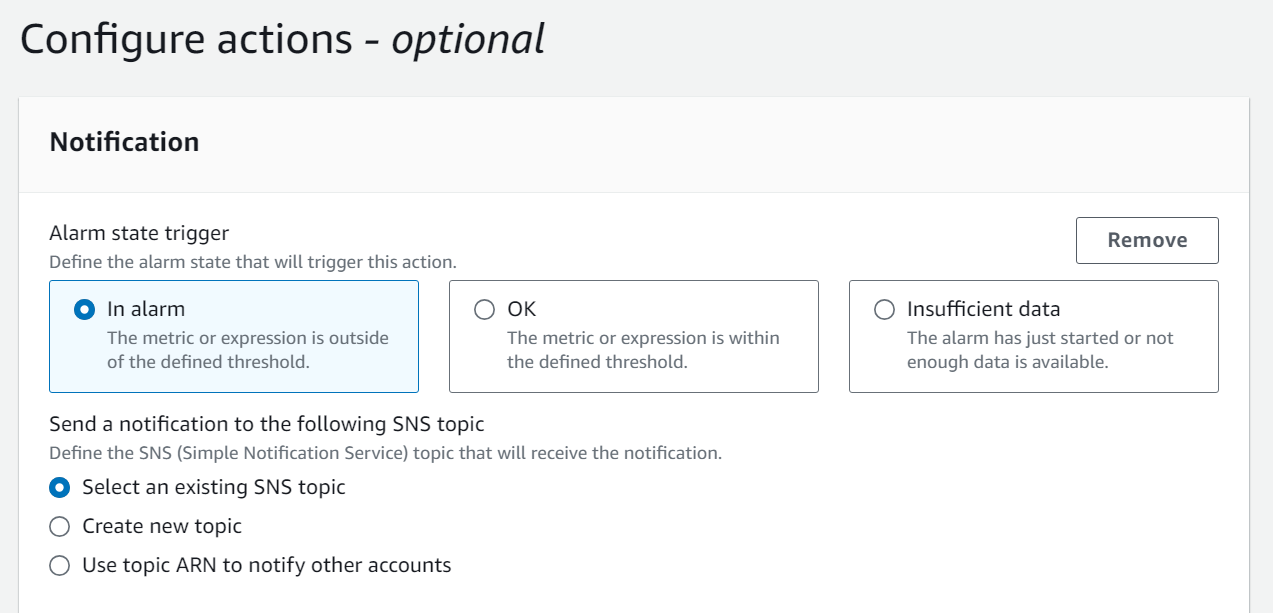 Configure actions - optional
Notification
Alarm state trigger
Define the alarm state that will trigger this action.
Remove
In alarm
The metric or expression is outside
of the defined threshold.
OK
The metric or expression is within
the defined threshold.
Insufficient data
The alarm has just started or not
enough data is available.
Send a notification to the following SNS topic
Define the SNS (Simple Notification Service) topic that will receive the notification.
Select an existing SNS topic
Create new topic
Use topic ARN to notify other accounts